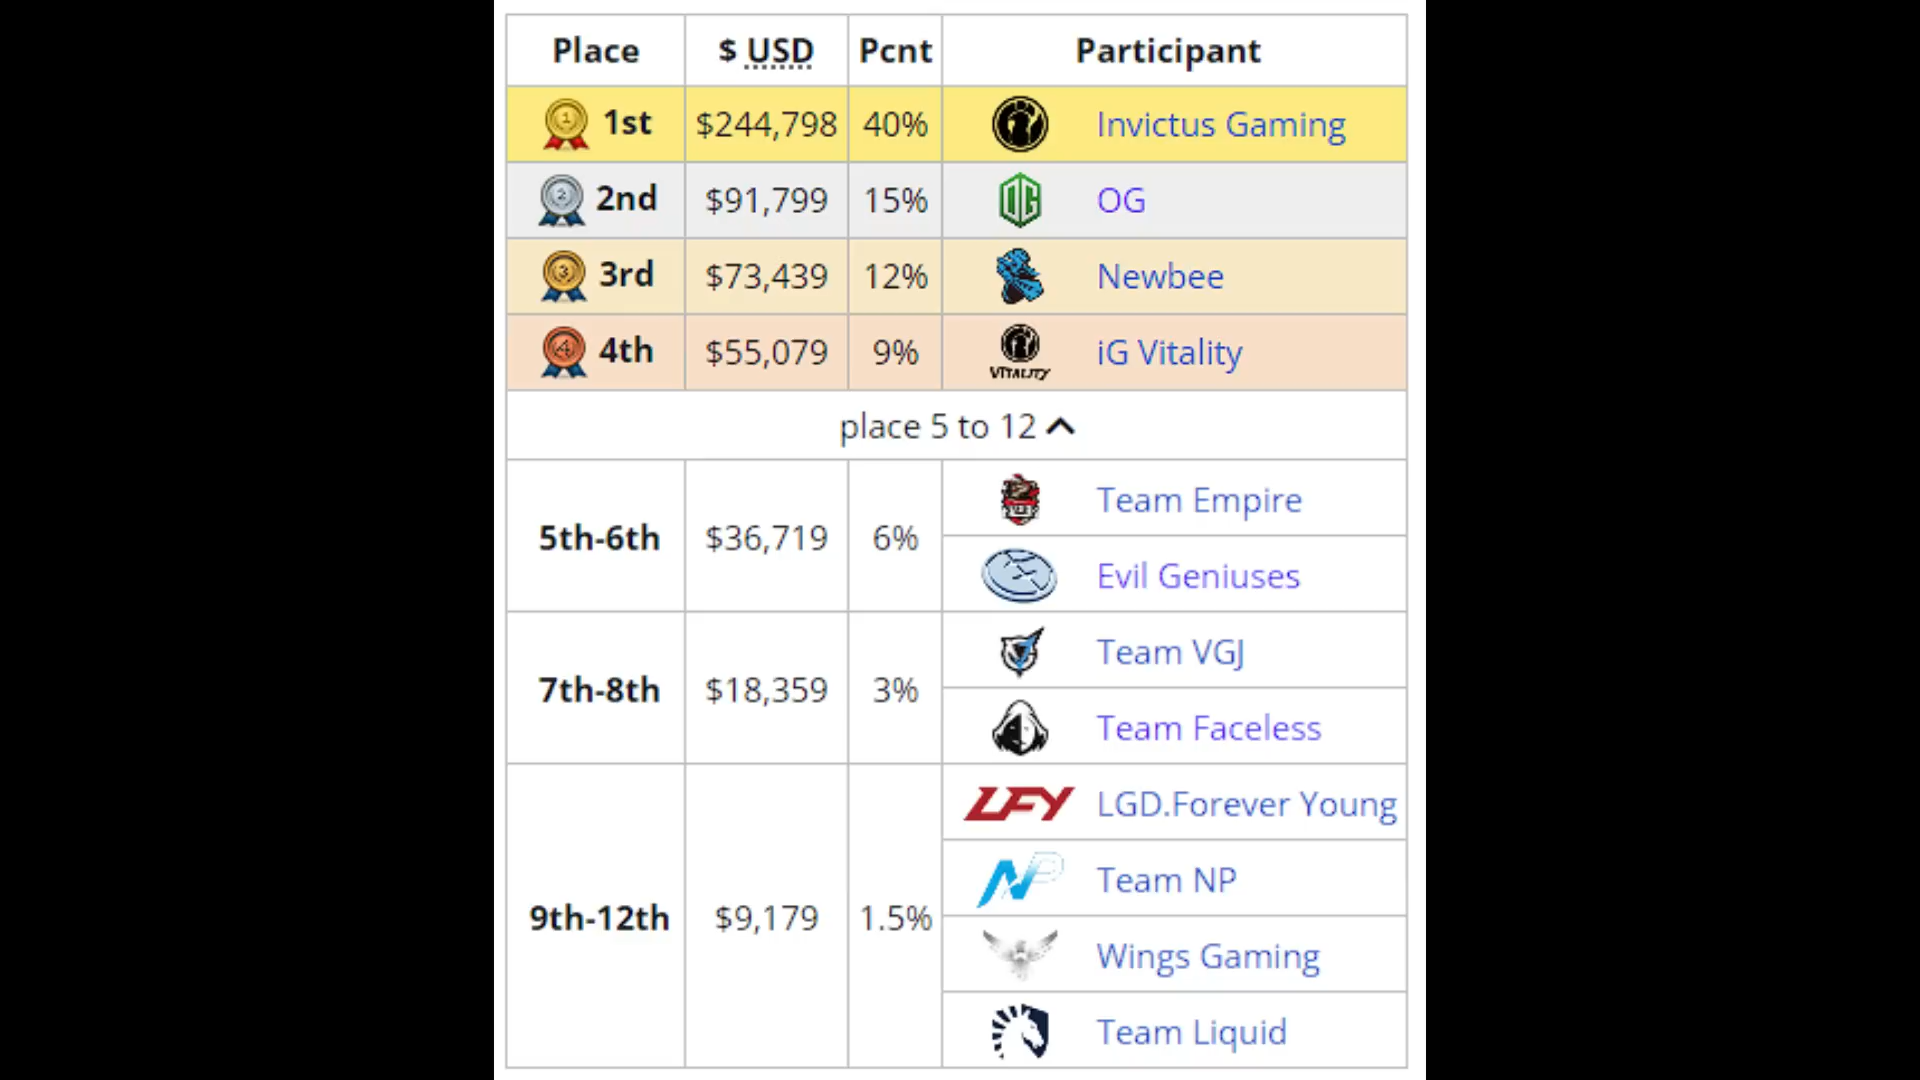 Place $ USD Pcnt Participant
1st $244,798 40% Invictus Gaming
2nd $91,799 15% OG
3rd $73,439 12% Newbee
4th $55,079 9% VITALITY iG Vitality
place 5 to 12
5th-6th $36,719 6% Team Empire
Evil Geniuses
7th-8th $18,359 3% Team VGJ
Team Faceless
9th-12th $9,179 1.5% LFY LGD.Forever Young
NP Team NP
Wings Gaming
Team Liquid